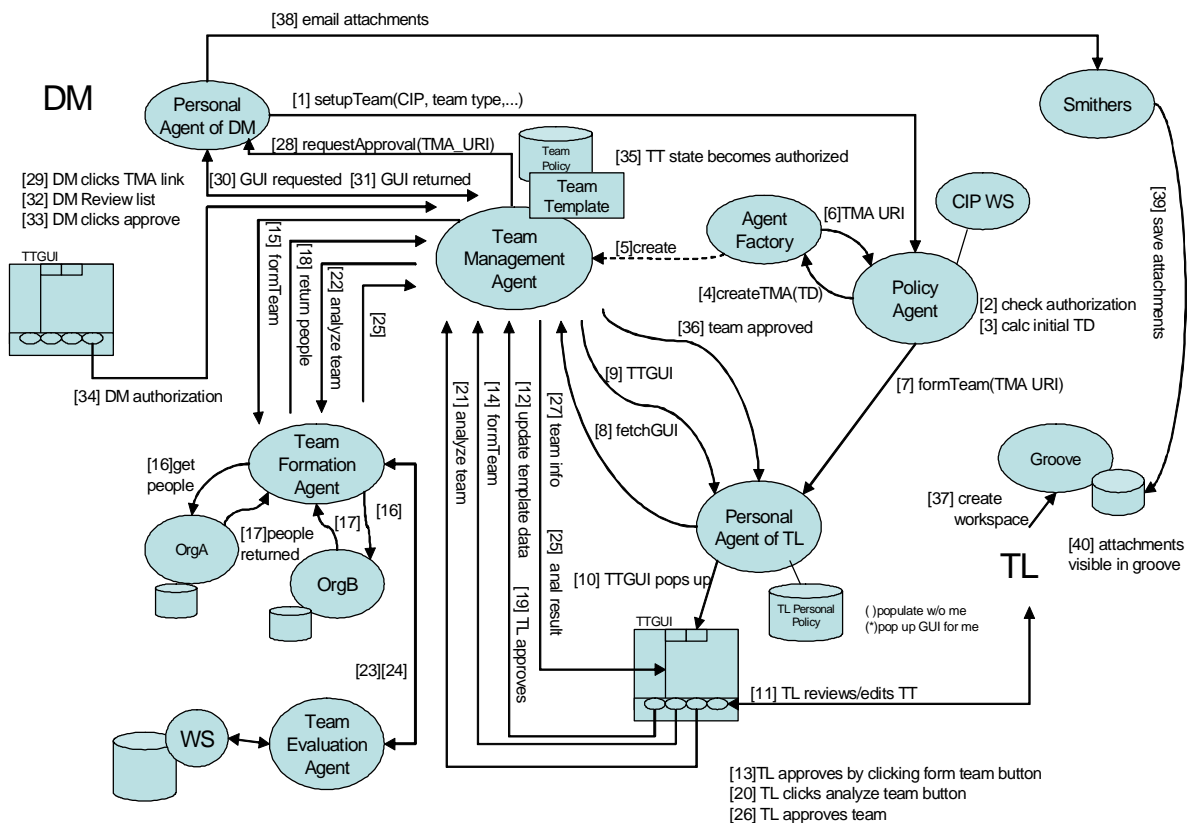 [38] email attachments
DM
Personal
Agent of DM
[1] setupTeam(CIP, team type,...)
Smithers
[28] requestApproval(TMA_URI)
Team
Policy
[35] TT state becomes authorized
[29] DM clicks TMA link
[32] DM Review list
[33] DM clicks approve
[30] GUI requested
[31] GUI returned
Team
Template
CIP WS
[39] save attachments
Agent
Factory
[6]TMA URI
[5]create
Team
Management
Agent
[15] formTeam
[18] return people
[22] analyze team
[25]
TTGUI
[4]createTMA(TD)
Policy
Agent
[2] check authorization
[3] calc initial TD
[36] team approved
[34] DM authorization
[9] TTGUI
[7] formTeam(TMA URI)
[8] fetchGUI
[21] analyze team
[14] formTeam
[12] update template data
[19] TL approves
[27] team info
[25] anal result
Team
Formation
Agent
[16]get
people
[17]people
returned
[17]
[16]
OrgA
OrgB
Groove
[37] create
workspace
Personal
Agent of TL
[40] attachments
visible in groove
TL
[10] TTGUI pops up
TL Personal
Policy
( )populate w/o me
(*)pop up GUI for me
TTGUI
[23][24]
[11] TL reviews/edits TT
WS
Team
Evaluation
Agent
[13]TL approves by clicking form team button
[20] TL clicks analyze team button
[26] TL approves team